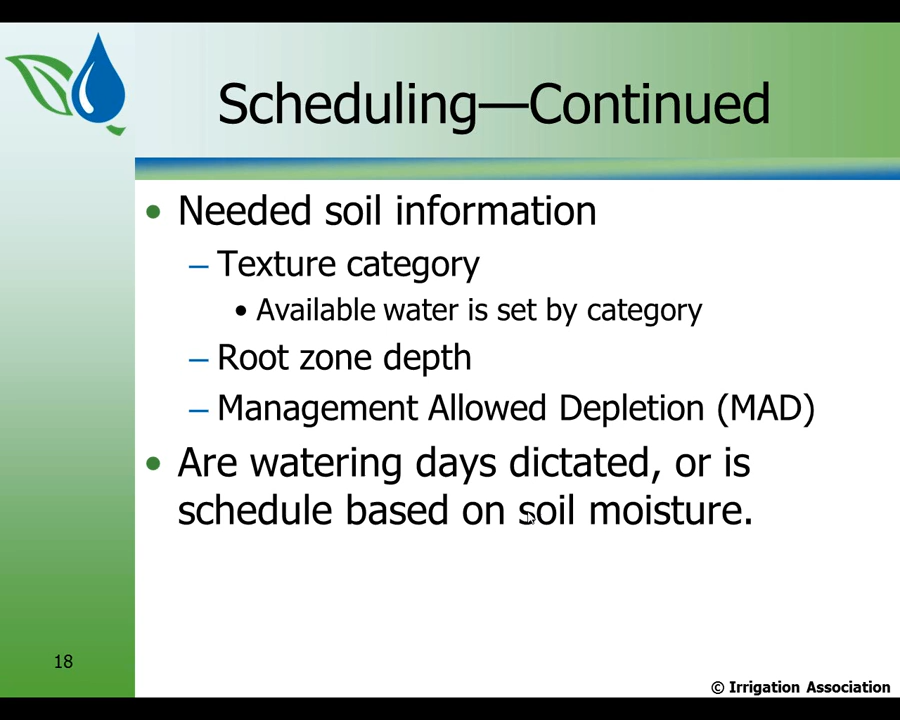 Scheduling—Continued
• Needed soil information
– Texture category
• Available water is set by category
– Root zone depth
– Management Allowed Depletion (MAD)
• Are watering days dictated, or is
schedule based on soil moisture.
18
© Irrigation Association